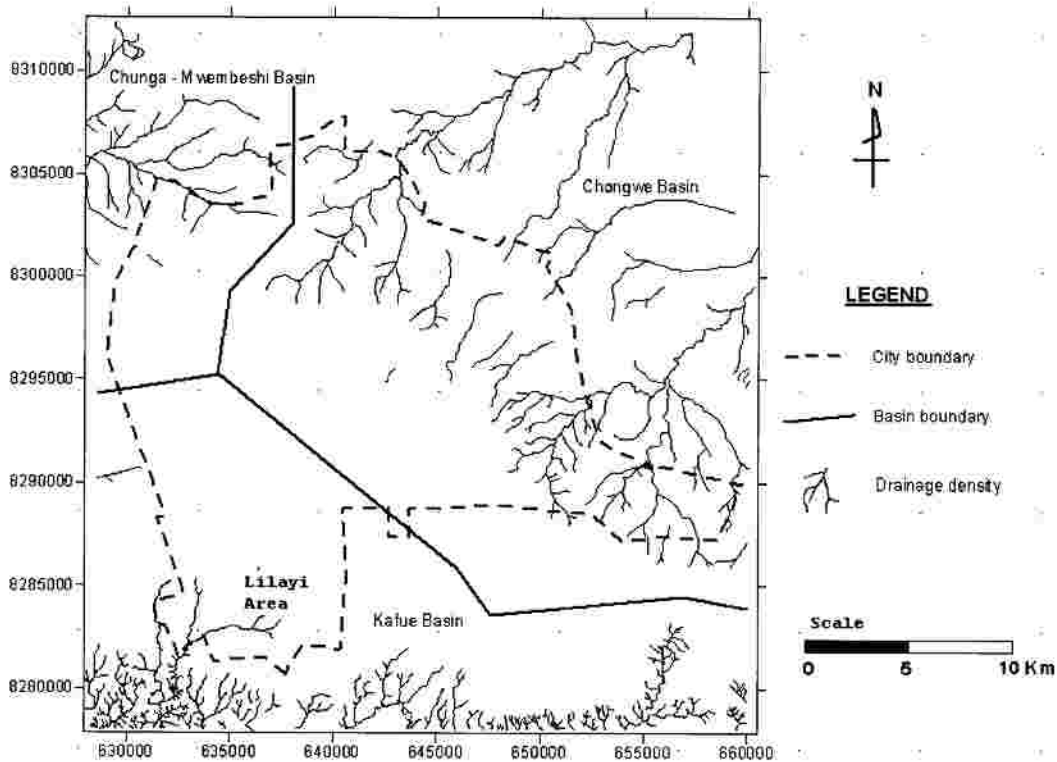 8310000
8305000
8300000
8295000
8290000
8285000
8280000
Chunga - Mwembeshi Basin
Chongwe Basin
Lilayi
Area
Kafue Basin
630000 635000 640000 645000 650000 655000 660000
N
LEGEND
City boundary
Basin boundary
Drainage density
Scale
0 5 10 Km